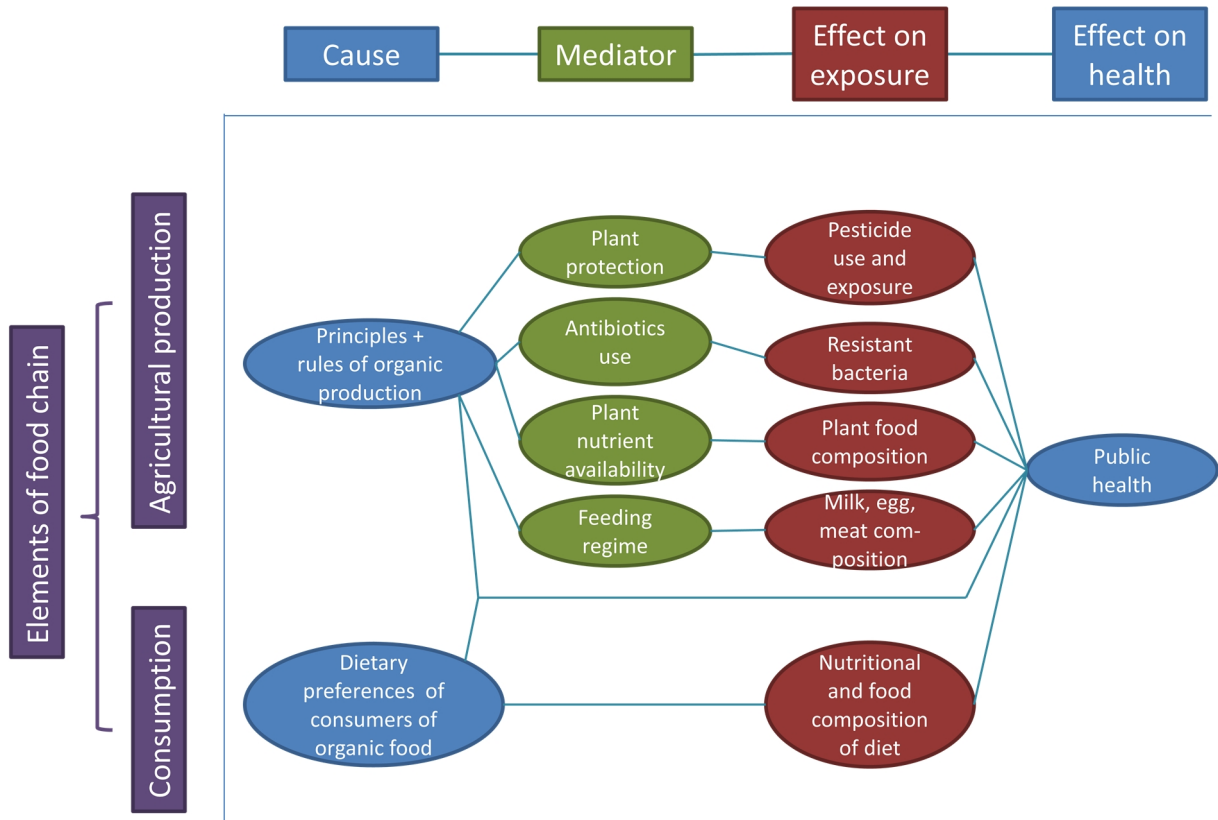 Cause
Mediator
Effect on
exposure
Effect on
health
Elements of food chain
Agricultural production
Consumption
Principles +
rules of organic
production
Plant
protection
Antibiotics
use
Plant
nutrient
availability
Feeding
regime
Pesticide
use and
exposure
Resistant
bacteria
Plant food
composition
Milk, egg,
meat com-
position
Public
health
Dietary
preferences of
consumers of
organic food
Nutritional
and food
composition
of diet